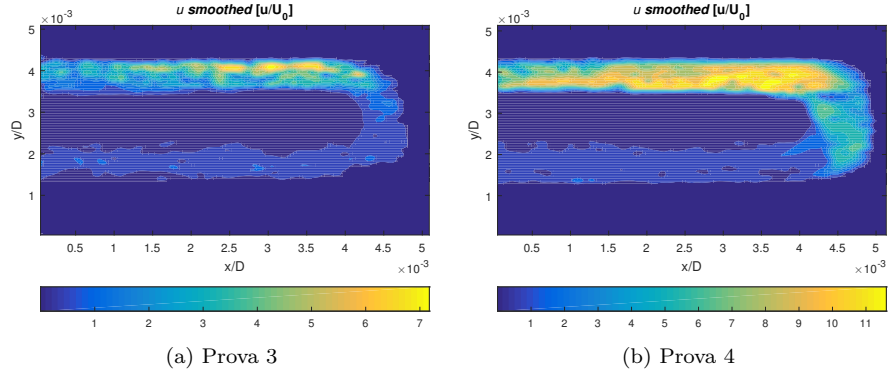 u smoothed [u/U_0]
×10^-3
5
4
3
2
1
y/D
0.5 1 1.5 2 2.5 3 3.5 4 4.5 5
x/D
×10^-3
1 2 3 4 5 6 7
(a) Prova 3
u smoothed [u/U_0]
×10^-3
5
4
3
2
1
y/D
0.5 1 1.5 2 2.5 3 3.5 4 4.5 5
x/D
×10^-3
1 2 3 4 5 6 7 8 9 10 11
(b) Prova 4